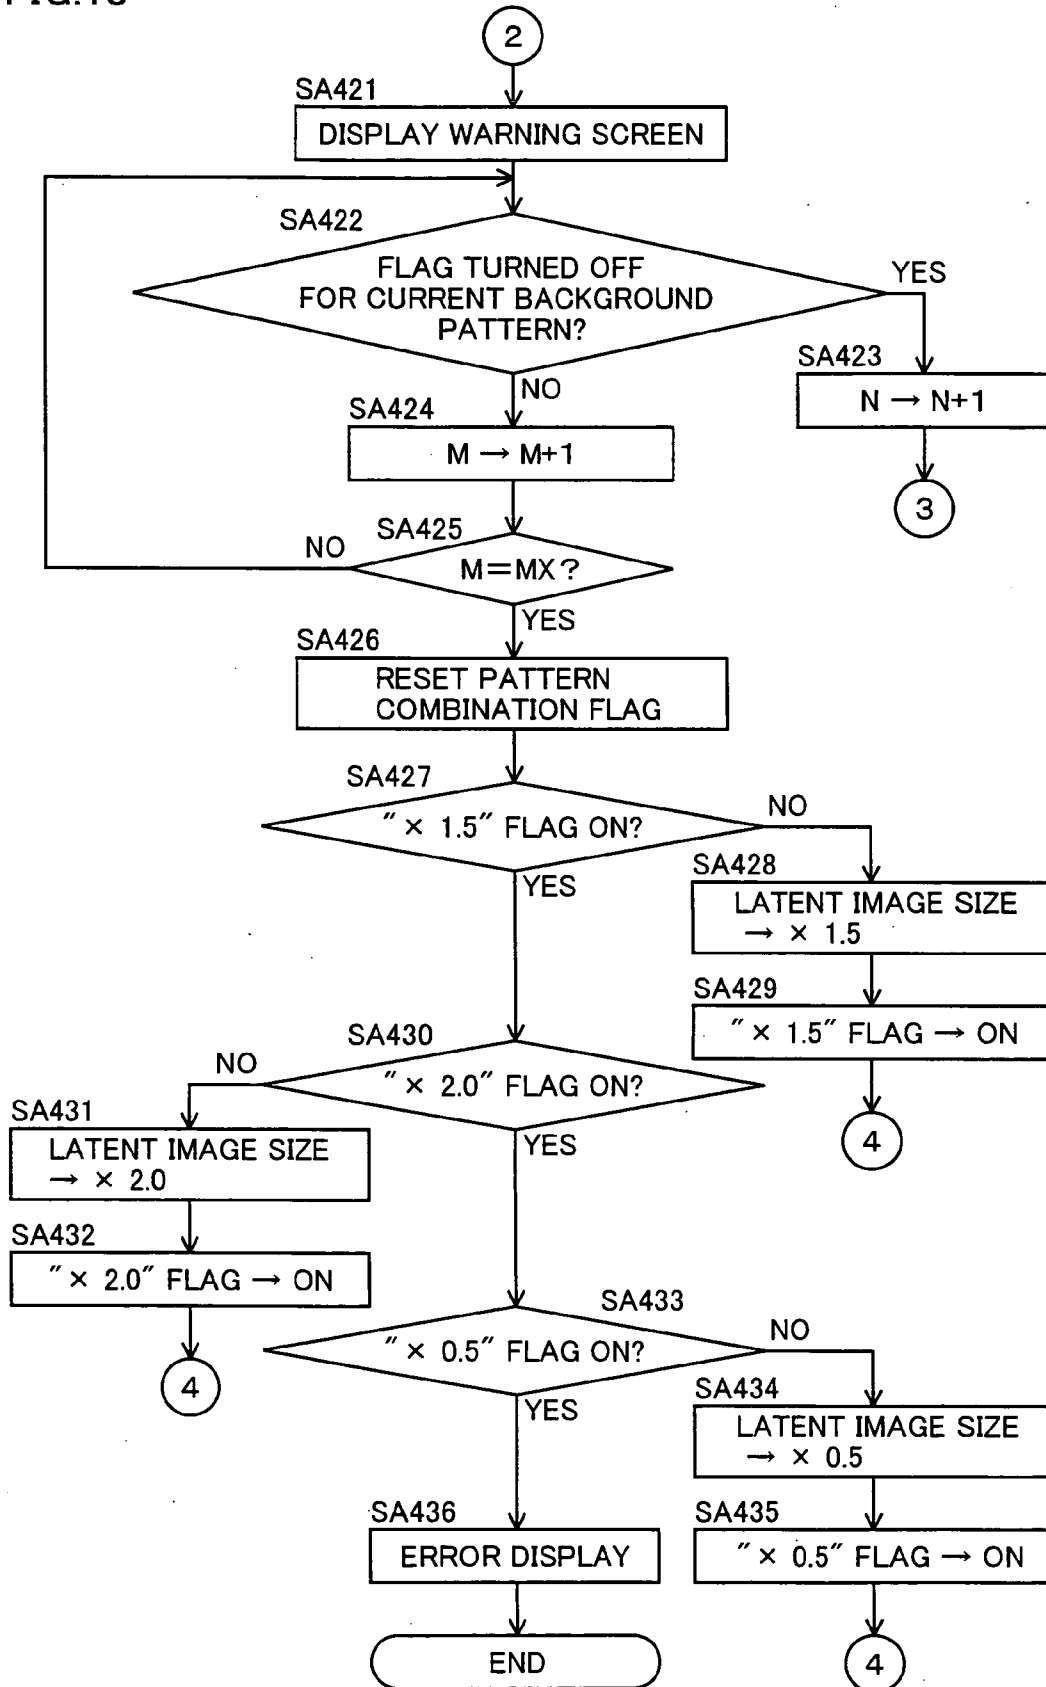 2
SA421
DISPLAY WARNING SCREEN
SA422
FLAG TURNED OFF
FOR CURRENT BACKGROUND
PATTERN?
YES
SA423
N → N+1
3
NO
SA424
M → M+1
SA425
NO
M=MX?
YES
SA426
RESET PATTERN
COMBINATION FLAG
SA427
"× 1.5" FLAG ON?
NO
SA428
LATENT IMAGE SIZE
→ × 1.5
YES
SA429
"× 1.5" FLAG → ON
4
SA430
NO
"× 2.0" FLAG ON?
SA431
LATENT IMAGE SIZE
→ × 2.0
YES
SA432
"× 2.0" FLAG → ON
4
SA433
"× 0.5" FLAG ON?
NO
SA434
LATENT IMAGE SIZE
→ × 0.5
YES
SA435
"× 0.5" FLAG → ON
4
SA436
ERROR DISPLAY
END